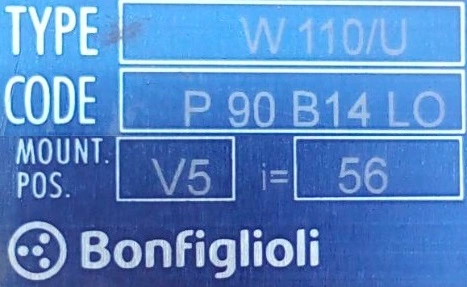 TYPE W 110/U
CODE P 90 B14 LO
MOUNT. POS. V5 i= 56
Bonfiglioli